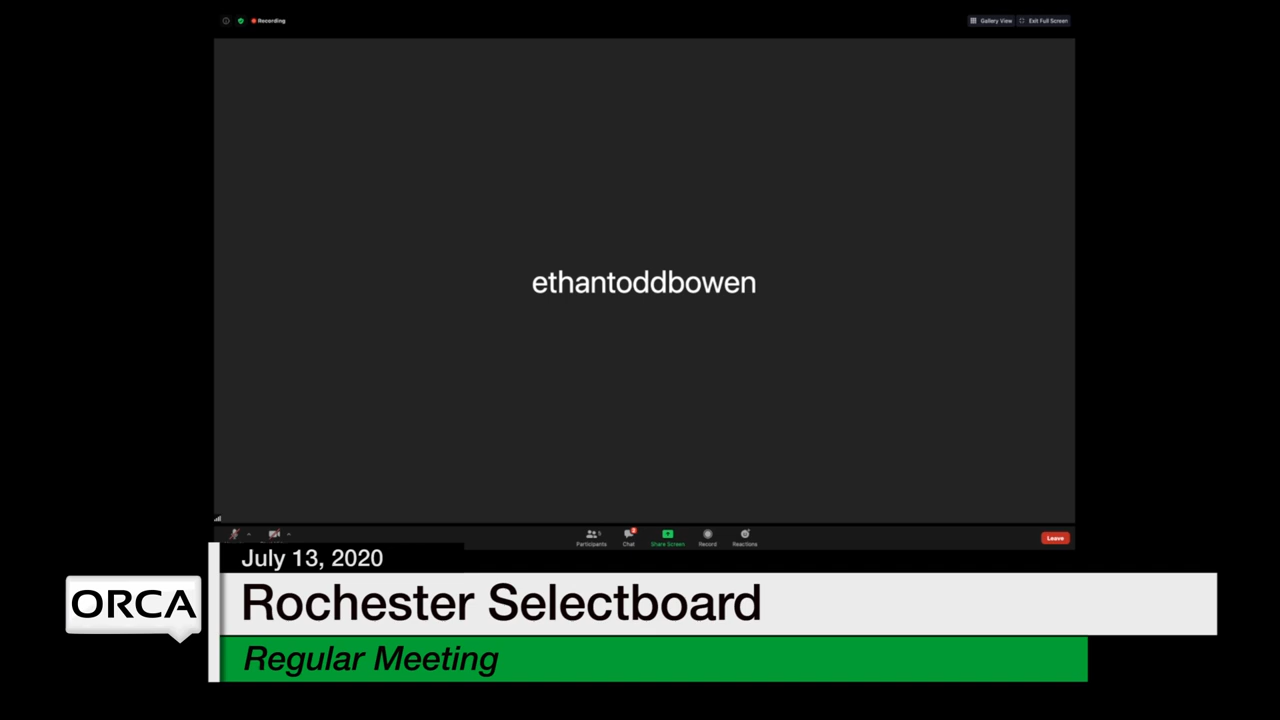 Recording
Gallery View
Exit Full Screen
ethantoddbowen
Participants
5
Chat
Share Screen
Record
Reactions
Leave
July 13, 2020
ORCA
Rochester Selectboard
Regular Meeting